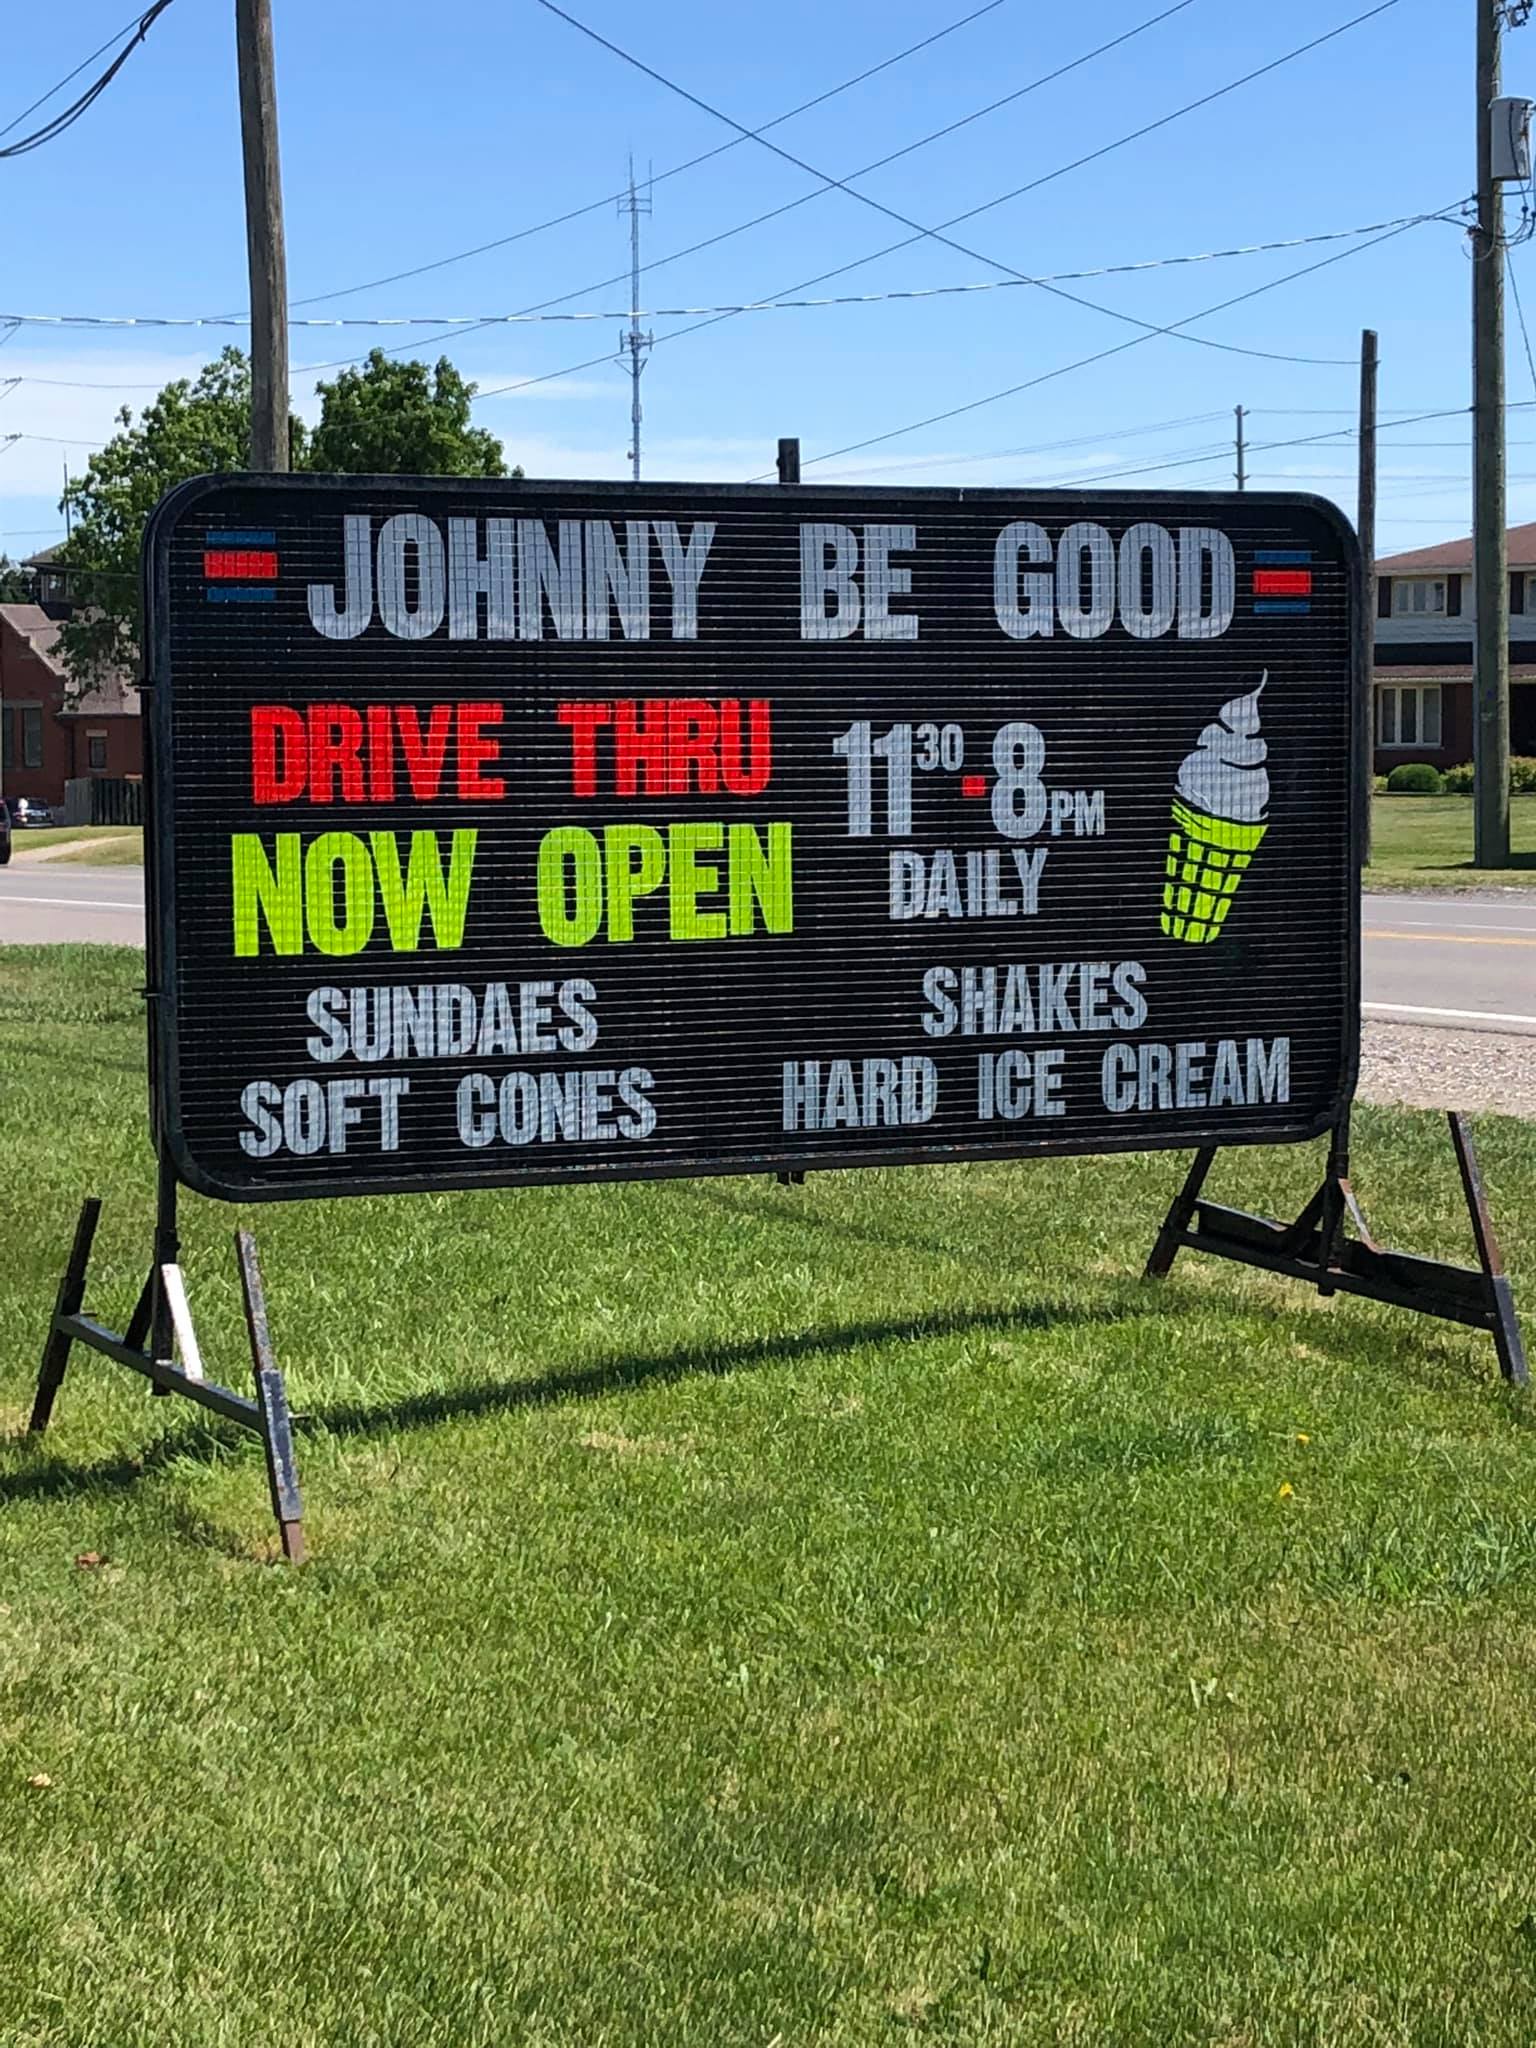 JOHNNY BE GOOD
DRIVE THRU
NOW OPEN
1130-8PM
DAILY
SUNDAES
SOFT CONES
SHAKES
HARD ICE CREAM